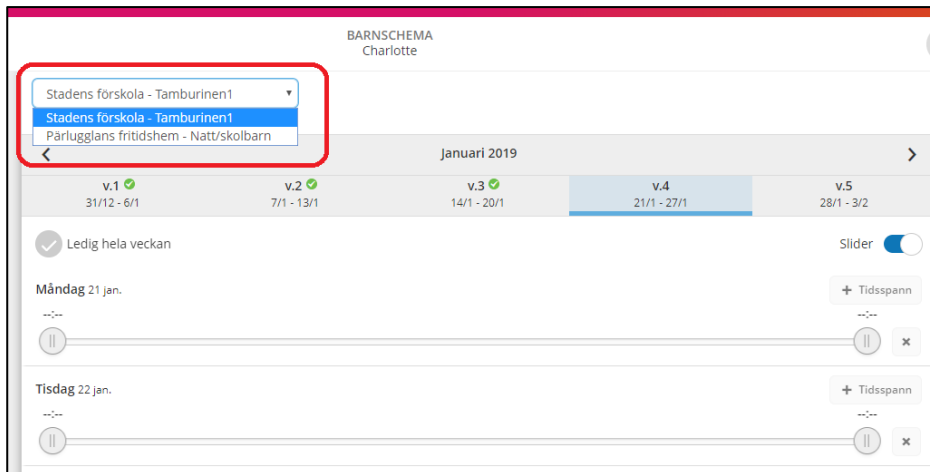 BARNSCHEMA
Charlotte
Stadens förskola - Tamburinen1
Stadens förskola - Tamburinen1
Pärlugglans fritidshem - Natt/skolbarn
Januari 2019
v.1 v.2 v.3 v.4 v.5
31/12 - 6/1 7/1 - 13/1 14/1 - 20/1 21/1 - 27/1 28/1 - 3/2
Ledig hela veckan Slider
Måndag 21 jan. + Tidsspann
--:-- --:--
Tisdag 22 jan. + Tidsspann
--:-- --:--